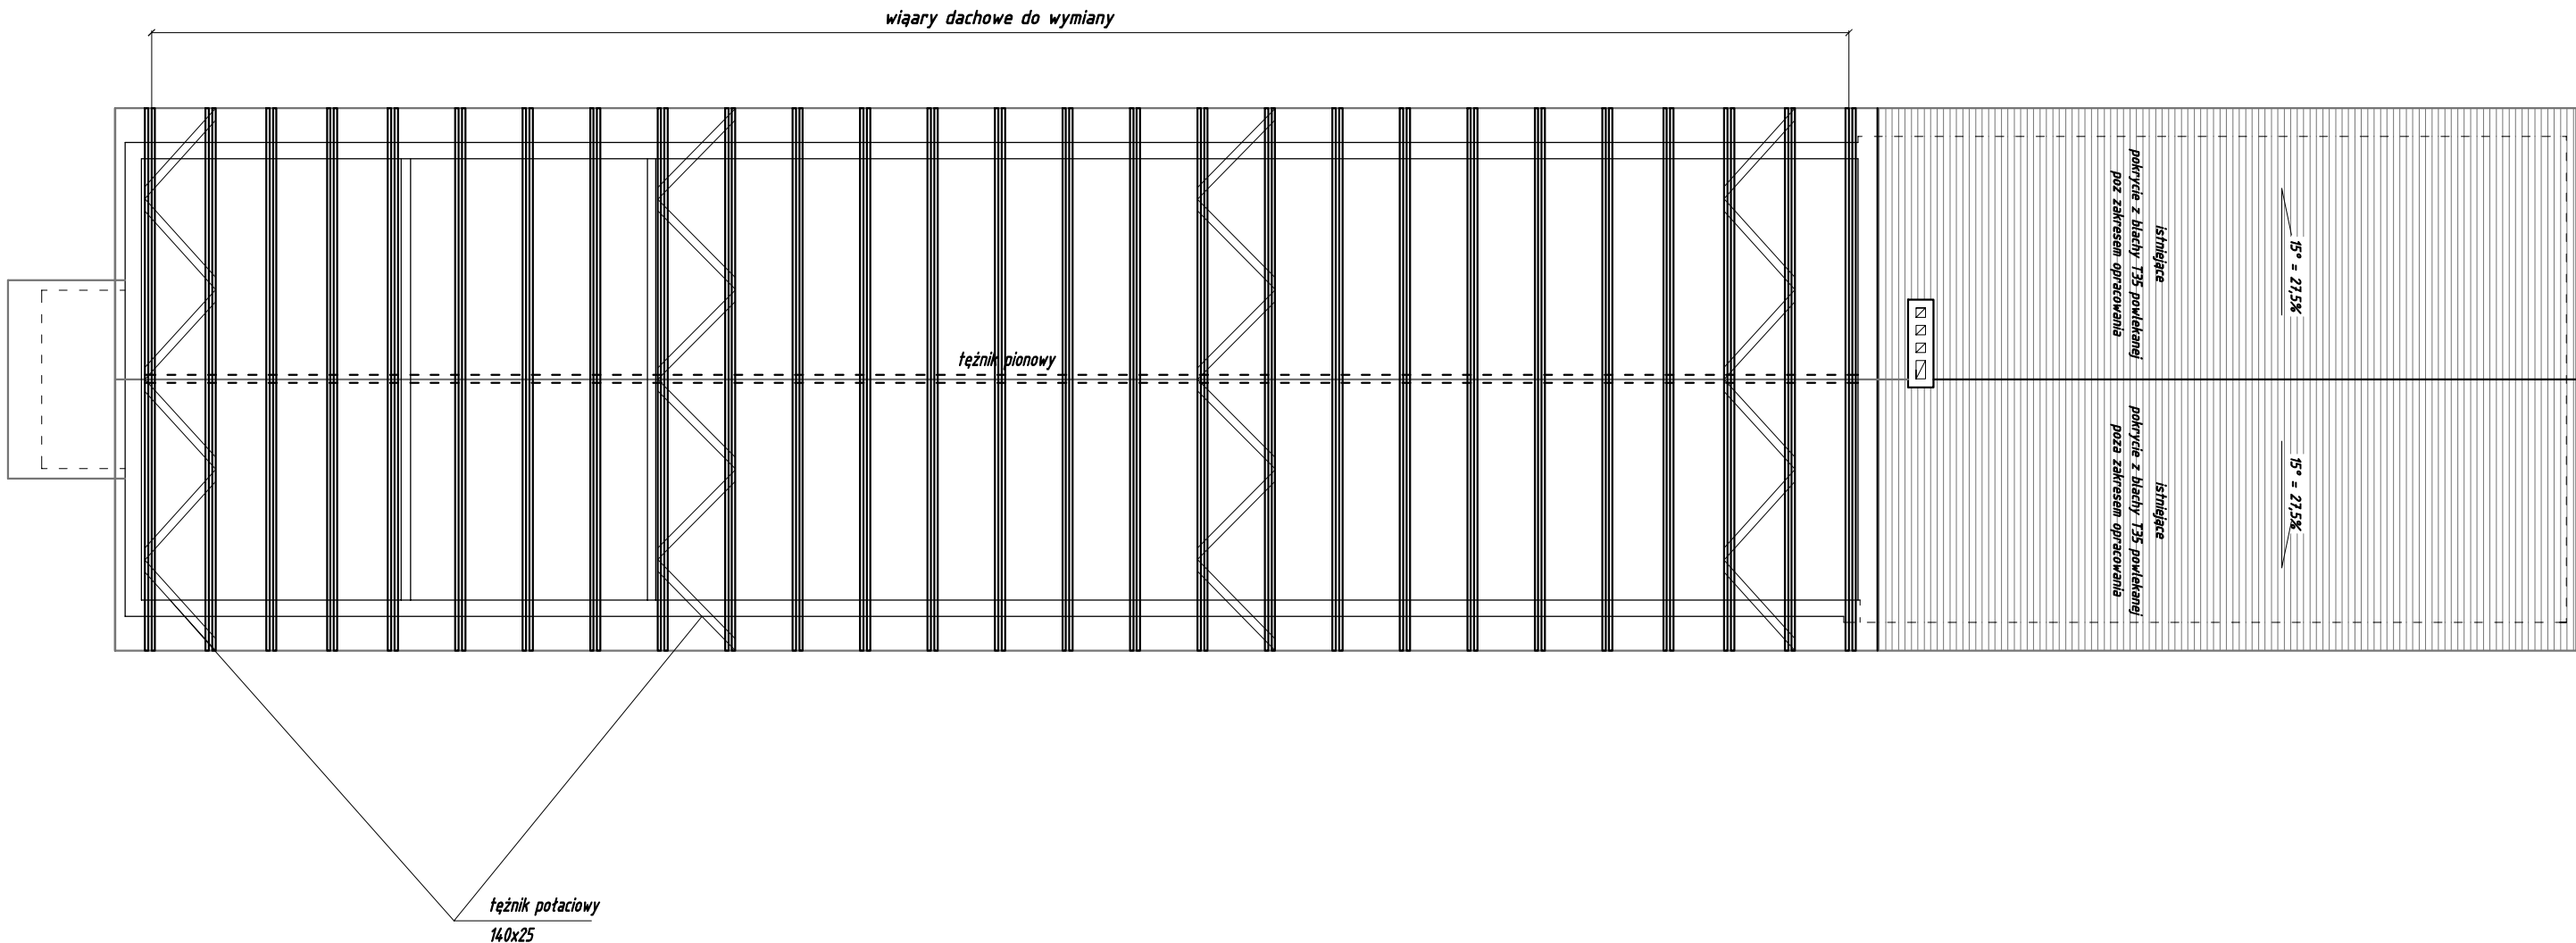 wiąary dachowe do wymiany
istniejące
pokrycie z blachy T35 powlekanej
poz zakresem opracowania
15° = 27,5%
tężnik pionowy
istniejące
pokrycie z blachy T35 powlekanej
poza zakresem opracowania
15° = 27,5%
tężnik połaciowy
140x25